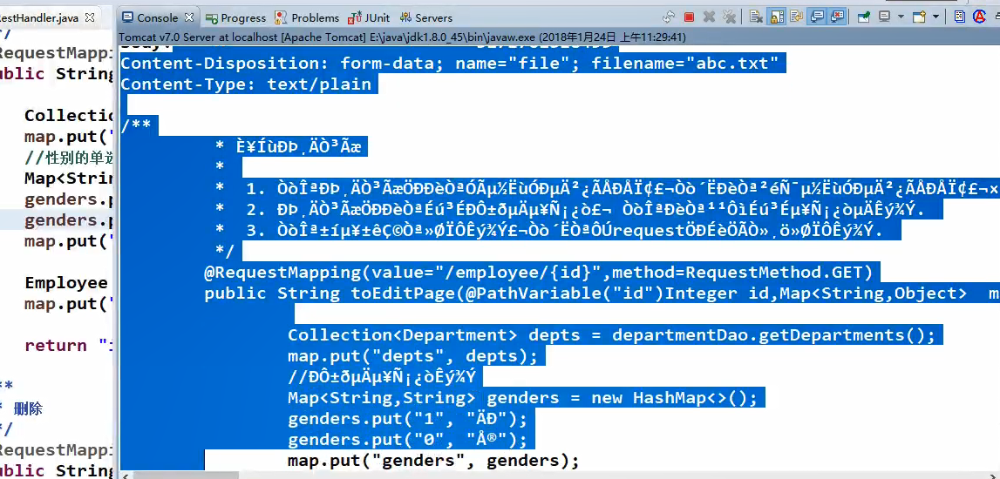 estHandler.java
Console
Progress
Problems
JUnit
Servers
Tomcat v7.0 Server at localhost [Apache Tomcat] E:\java\jdk1.8.0_45\bin\javaw.exe (2018年1月24日 上午11:29:41)
Content-Disposition: form-data; name="file"; filename="abc.txt"
Content-Type: text/plain
/**
* È¥ÍùÐÞ¸ÄÒ³Ãæ
*
* 1. ÒòÎªÐÞ¸ÄÒ³ÃæÖÐÐèÒªÓÃµ½ËùÓÐµÄ²¿ÃÅÐÅÏ¢£¬Òò´ËÐèÒª²éÑ¯µ½ËùÓÐµÄ²¿ÃÅÐÅÏ¢£¬×
* 2. ÐÞ¸ÄÒ³ÃæÖÐÐèÒªÉú³ÉÐÔ±ðµÄµ¥Ñ¡¿ò£¬ ÒòÎªÐèÒª¹¹ÔìÉú³Éµ¥Ñ¡¿òµÄÊý¾Ý.
* 3. ÒòÎª±íµ¥±êÇ©Òª»ØÏÔÊý¾Ý£¬Òò´ËÒªÔÚrequestÖÐÉèÖÃÒ»¸ö»ØÏÔÊý¾Ý.
*/
@RequestMapping(value="/employee/{id}",method=RequestMethod.GET)
public String toEditPage(@PathVariable("id")Integer id,Map<String,Object> m
Collection<Department> depts = departmentDao.getDepartments();
map.put("depts", depts);
//ÐÔ±ðµÄµ¥Ñ¡¿òÊý¾Ý
Map<String,String> genders = new HashMap<>();
genders.put("1", "ÄÐ");
genders.put("0", "Å®");
map.put("genders", genders);
*/
RequestMappi
ublic String
Collectio
map.put("
//性别的单选
Map<Strin
genders.p
genders.p
map.put("
Employee
map.put("
return "i
**
* 删除
*/
RequestMappi
ublic String